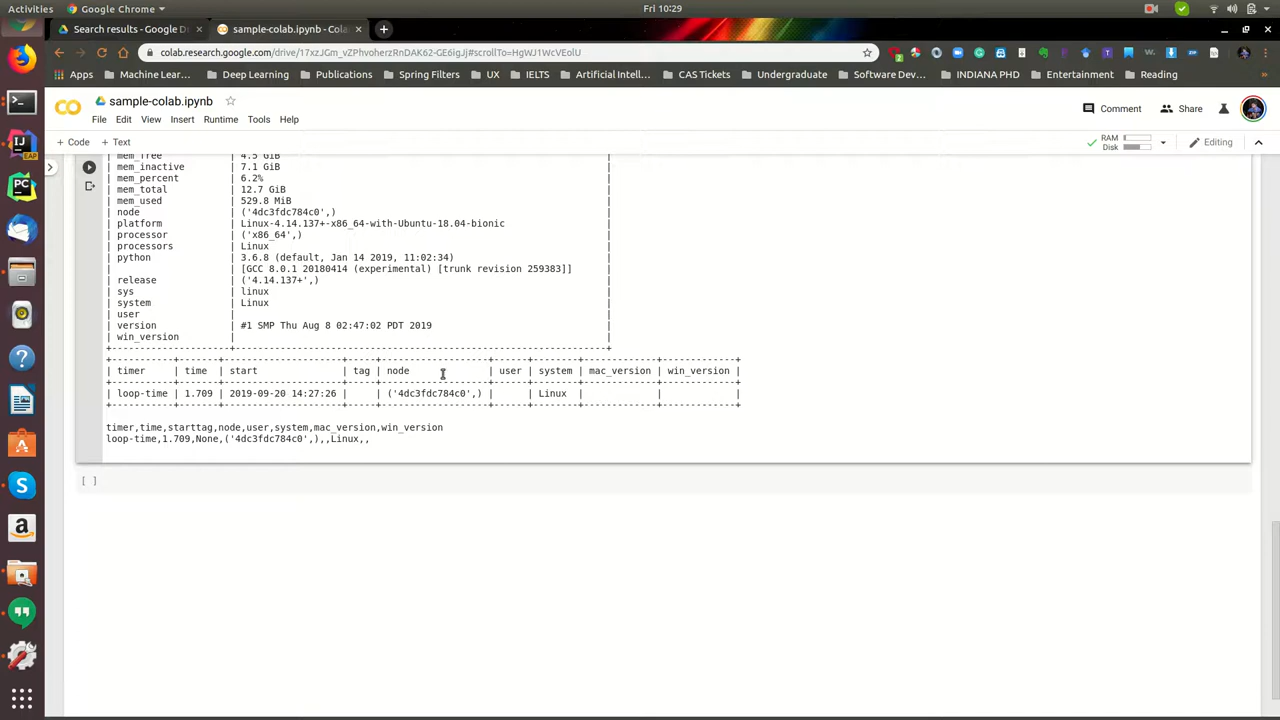 Activities
Google Chrome
Fri 10:29
Search results - Google D
sample-colab.ipynb - Cola
colab.research.google.com/drive/17xzJGm_vZPhvoherzRnDAK62-GE6igJj#scrollTo=HgWJ1WcVEolU
Apps Machine Lear... Deep Learning Publications Spring Filters UX IELTS Artificial Intell... CAS Tickets Undergraduate Software Dev... INDIANA PHD Entertainment Reading
sample-colab.ipynb
Comment Share
File Edit View Insert Runtime Tools Help
+ Code + Text
RAM
Disk
Editing
| mem_free | 4.5 GiB |
| mem_inactive | 7.1 GiB |
| mem_percent | 6.2% |
| mem_total | 12.7 GiB |
| mem_used | 529.8 MiB |
| node | ('4dc3fdc784c0',) |
| platform | Linux-4.14.137+-x86_64-with-Ubuntu-18.04-bionic |
| processor | ('x86_64',) |
| processors | Linux |
| python | 3.6.8 (default, Jan 14 2019, 11:02:34) |
| | [GCC 8.0.1 20180414 (experimental) [trunk revision 259383]] |
| release | ('4.14.137+',) |
| sys | linux |
| system | Linux |
| user | |
| version | #1 SMP Thu Aug 8 02:47:02 PDT 2019 |
| win_version | |
| timer | time | start | tag | node | user | system | mac_version | win_version |
| loop-time | 1.709 | 2019-09-20 14:27:26 | | ('4dc3fdc784c0',) | | Linux | | |
timer,time,starttag,node,user,system,mac_version,win_version
loop-time,1.709,None,('4dc3fdc784c0',),,Linux,,
[ ]